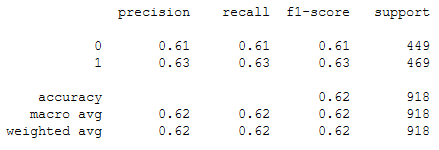 precision recall f1-score support
0 0.61 0.61 0.61 449
1 0.63 0.63 0.63 469
accuracy 0.62 918
macro avg 0.62 0.62 0.62 918
weighted avg 0.62 0.62 0.62 918